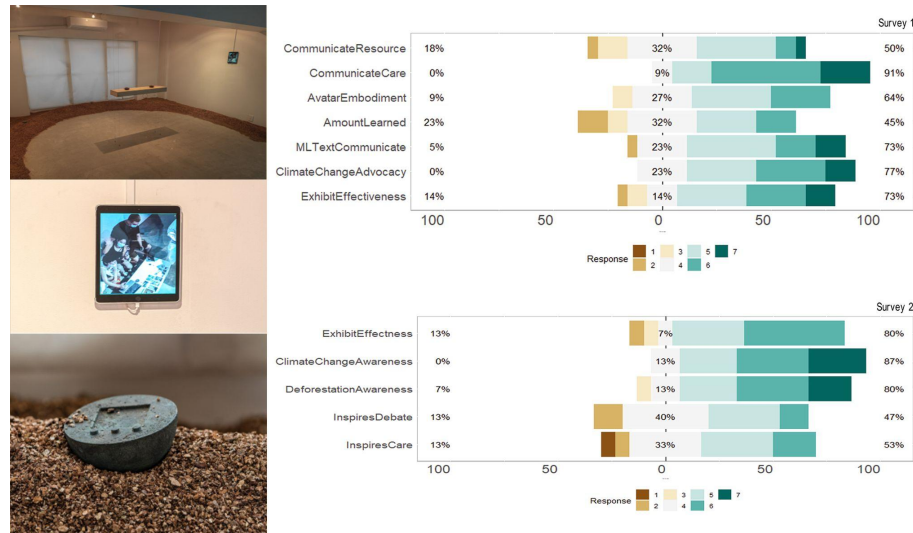 Survey 1
CommunicateResource 18% 32% 50%
CommunicateCare 0% 9% 91%
AvatarEmbodiment 9% 27% 64%
AmountLearned 23% 32% 45%
MLTextCommunicate 5% 23% 73%
ClimateChangeAdvocacy 0% 23% 77%
ExhibitEffectiveness 14% 14% 73%
100 50 0 50 100
Response 1 3 5 7
2 4 6
Survey 2
ExhibitEffectness 13% 7% 80%
ClimateChangeAwareness 0% 13% 87%
DeforestationAwareness 7% 13% 80%
InspiresDebate 13% 40% 47%
InspiresCare 13% 33% 53%
100 50 0 50 100
Response 1 3 5 7
2 4 6